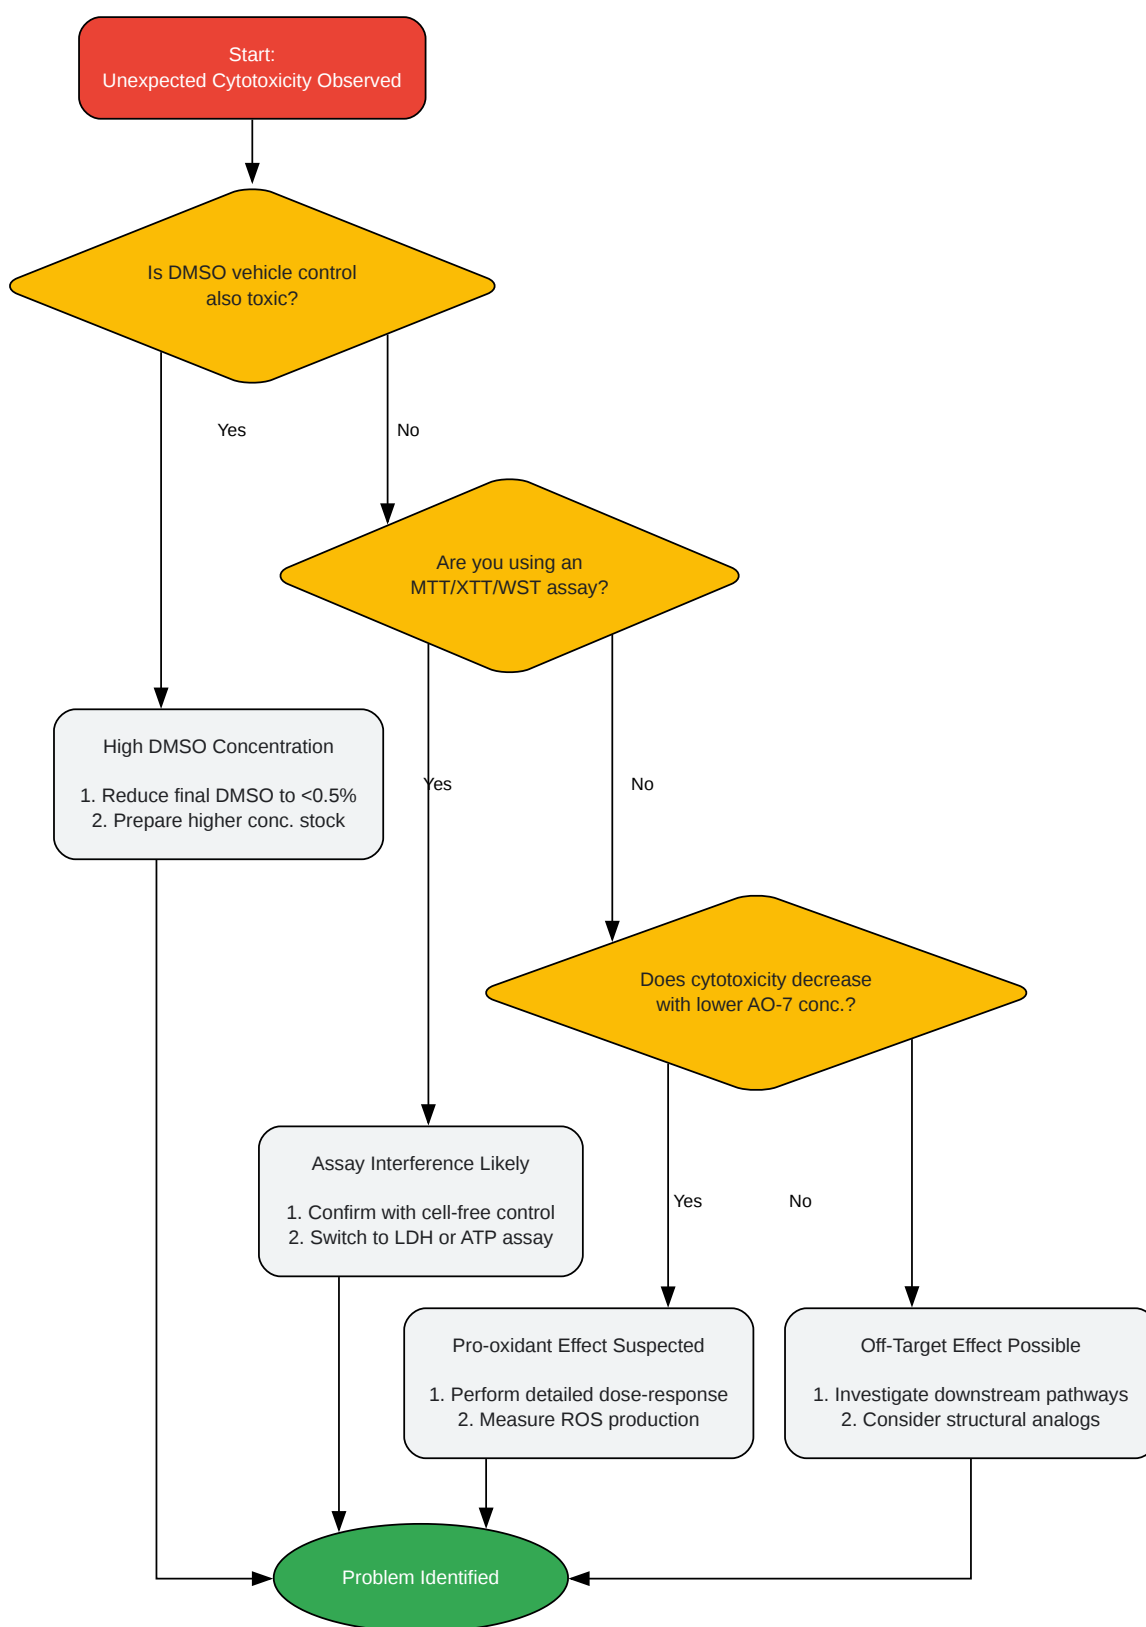 Start:
Unexpected Cytotoxicity Observed
Is DMSO vehicle control
also toxic?
Yes
No
Are you using an
MTT/XTT/WST assay?
High DMSO Concentration
1. Reduce final DMSO to <0.5%
2. Prepare higher conc. stock
Yes
No
Does cytotoxicity decrease
with lower AO-7 conc.?
Assay Interference Likely
1. Confirm with cell-free control
2. Switch to LDH or ATP assay
Yes
No
Pro-oxidant Effect Suspected
1. Perform detailed dose-response
2. Measure ROS production
Off-Target Effect Possible
1. Investigate downstream pathways
2. Consider structural analogs
Problem Identified